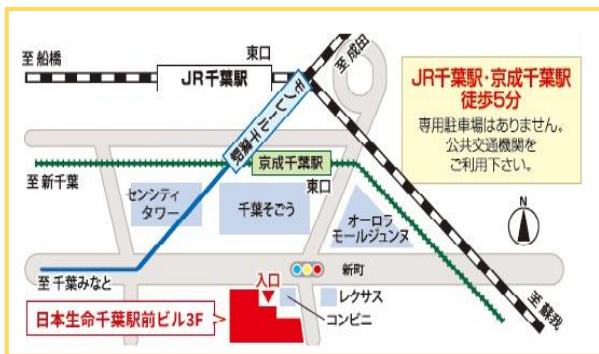 至 船橋
東口
JR千葉駅
至 成田
モノレール千葉駅
JR千葉駅・京成千葉駅
徒歩5分
専用駐車場はありません。
公共交通機関を
ご利用下さい。
京成千葉駅
東口
至 新千葉
センシティ
タワー
千葉そごう
オーロラ
モールジュンヌ
N
至 千葉みなと
新町
入口
レクサス
コンビニ
至 蘇我
日本生命千葉駅前ビル3F